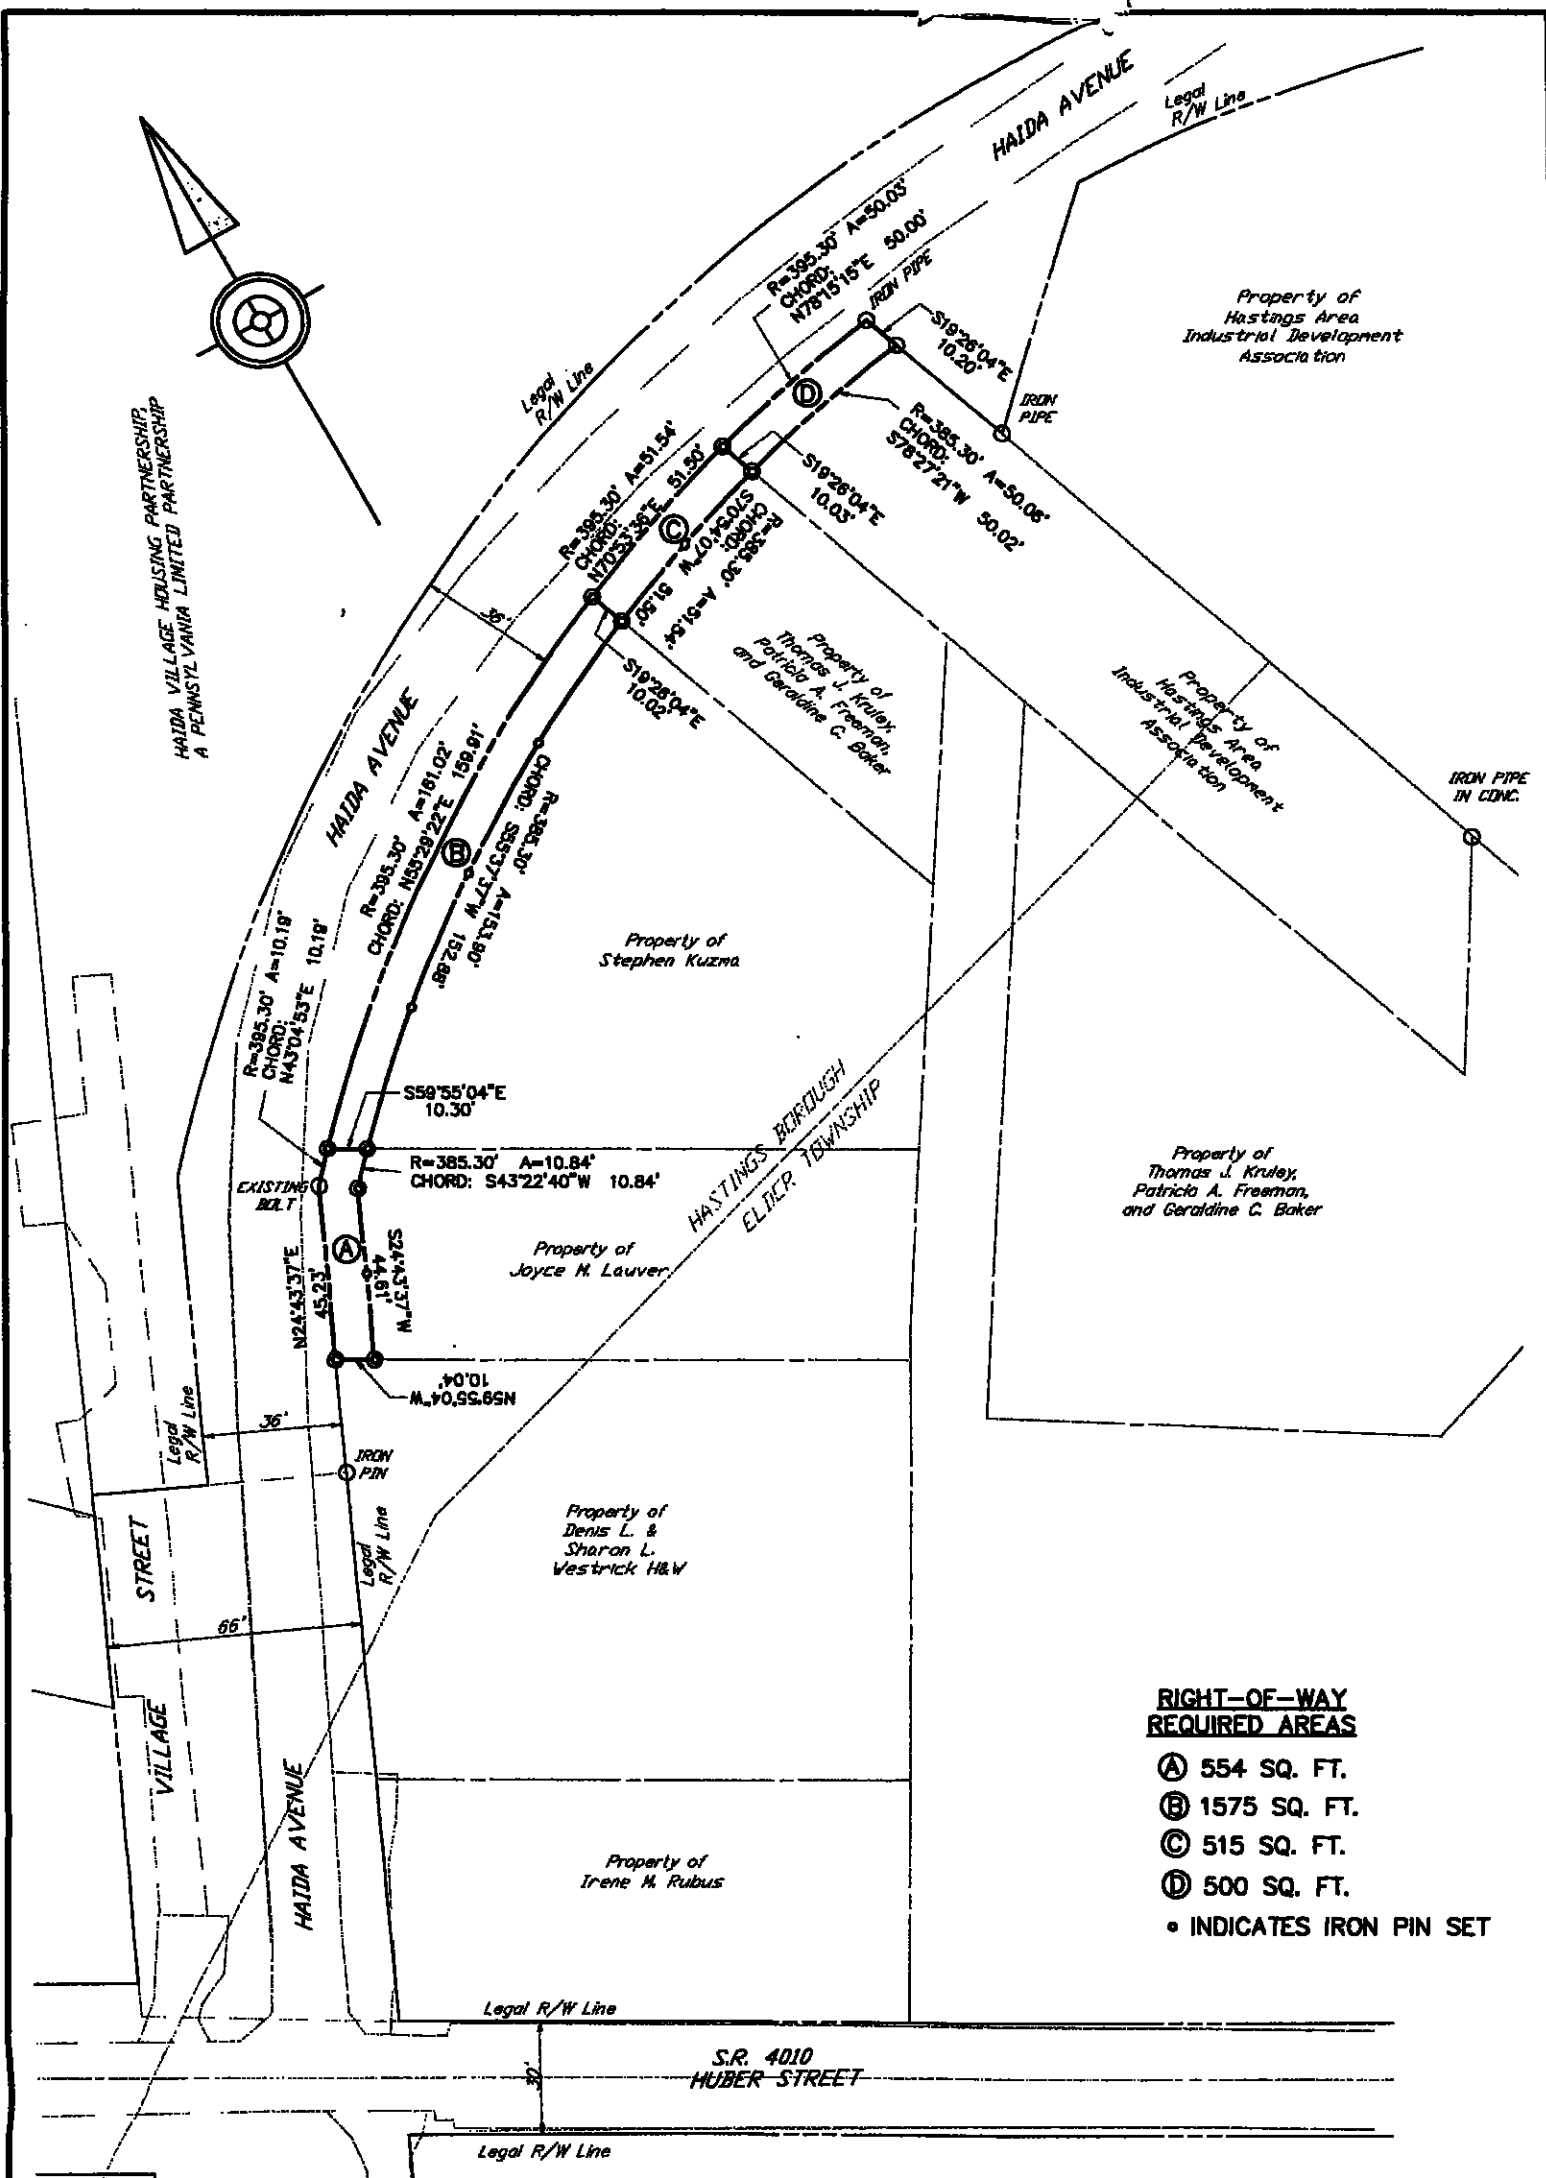 HAIDA AVENUE
Legal
R/W Line
R=395.30' A=50.03'
CHORD:
N78°15'15"E 50.00'
IRON PIPE
S19°26'04"E
10.20'
Property of
Hastings Area
Industrial Development
Association
Legal
R/W Line
D
IRON
PIPE
R=385.30' A=50.06'
CHORD:
S78°27'21"W 50.02'
HAIDA VILLAGE HOUSING PARTNERSHIP,
A PENNSYLVANIA LIMITED PARTNERSHIP
R=395.30' A=51.54'
CHORD:
N70°53'36"E 51.50'
S19°26'04"E
10.03'
C
R=385.30' A=51.54'
CHORD:
S70°54'07"W 51.50'
36'
S19°26'04"E
10.02'
Property of
Thomas J. Kruley,
Patricia A. Freeman,
and Geraldine C. Baker
Property of
Hastings Area
Industrial Development
Association
IRON PIPE
IN CONC.
HAIDA AVENUE
R=395.30' A=161.02'
CHORD: N55°29'22"E 159.91'
B
R=385.30' A=153.90'
CHORD: S55°37'37"W 152.88'
Property of
Stephen Kuzma
R=395.30' A=10.19'
CHORD:
N43°04'53"E 10.19'
S59°55'04"E
10.30'
R=385.30' A=10.84'
CHORD: S43°22'40"W 10.84'
EXISTING
BOLT
HASTINGS BOROUGH
ELDER TOWNSHIP
Property of
Thomas J. Kruley,
Patricia A. Freeman,
and Geraldine C. Baker
A
N24°43'37"E
45.23'
S24°43'37"W
44.61'
Property of
Joyce M. Lauver
N59°55'04"W
10.04'
Legal
R/W Line
36'
IRON
PIN
Legal
R/W Line
Property of
Denis L. &
Sharon L.
Westrick H&W
STREET
66'
VILLAGE
HAIDA AVENUE
Property of
Irene M. Rubus
RIGHT-OF-WAY
REQUIRED AREAS
A 554 SQ. FT.
B 1575 SQ. FT.
C 515 SQ. FT.
D 500 SQ. FT.
INDICATES IRON PIN SET
Legal R/W Line
30'
S.R. 4010
HUBER STREET
Legal R/W Line